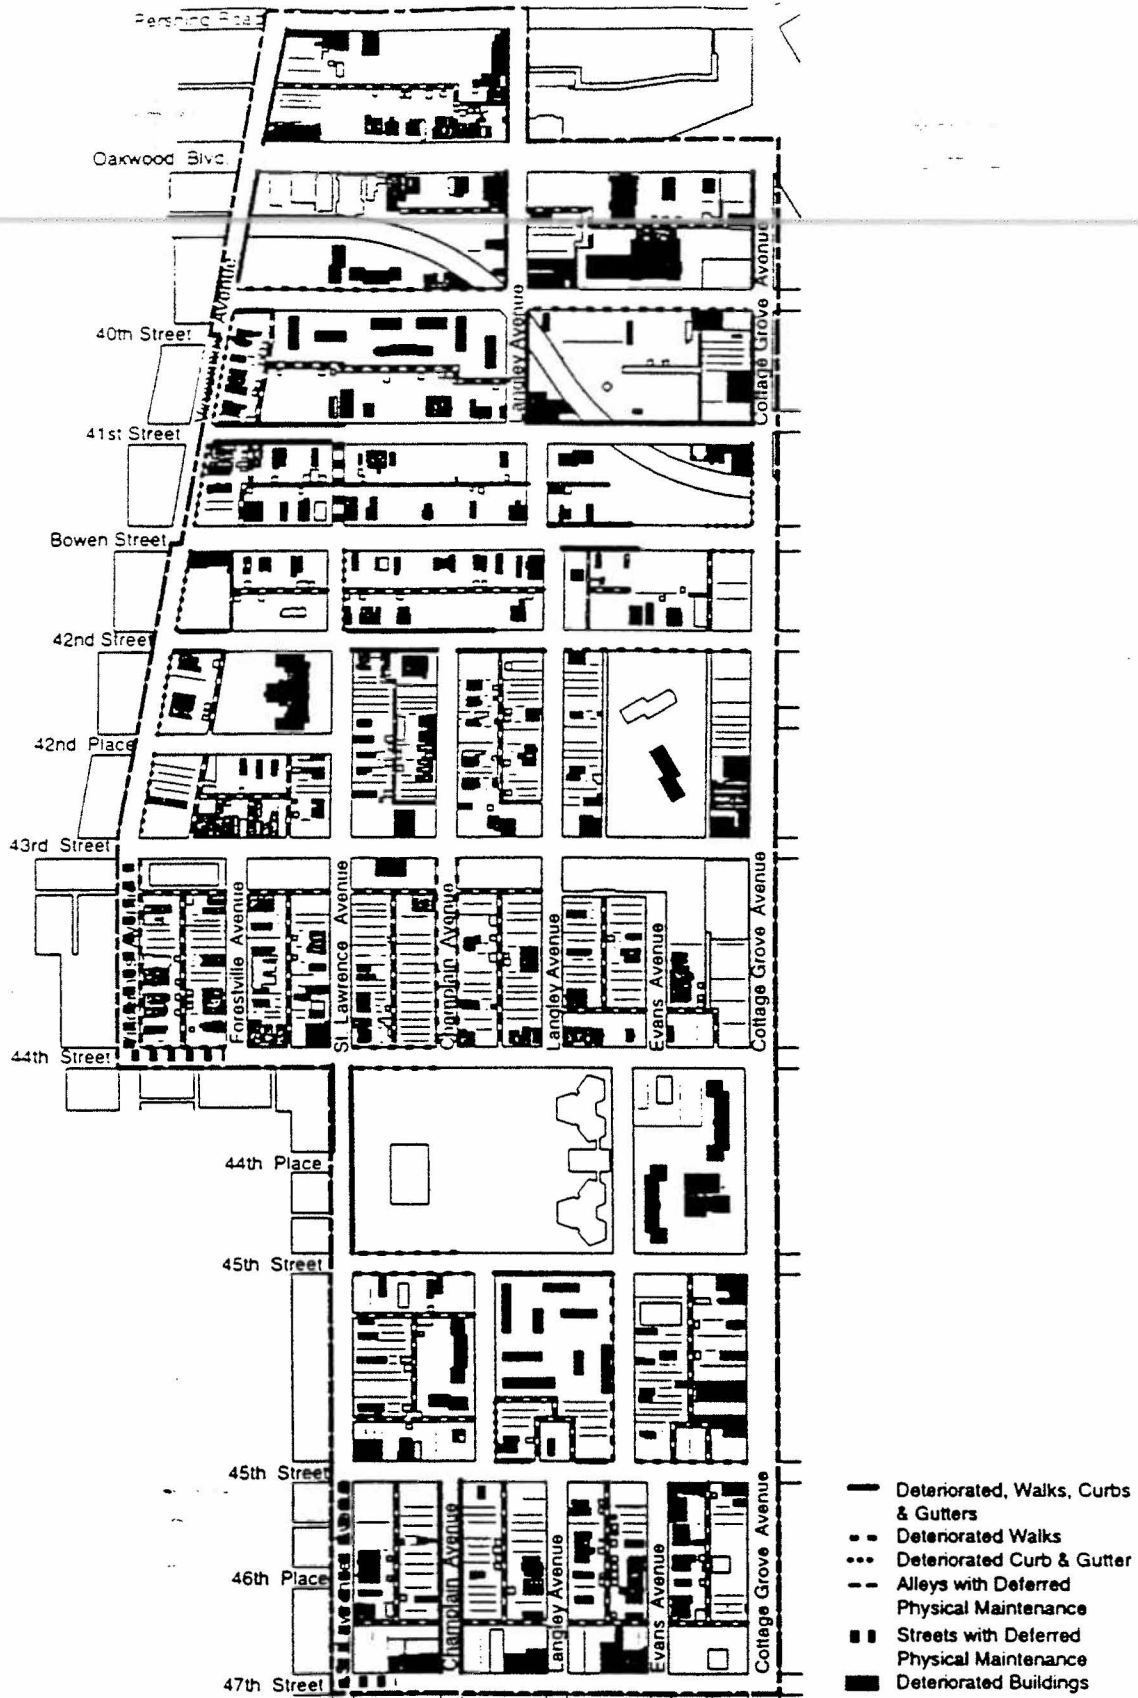 Pershing Road
Oakwood Blvd.
Avenue
40th Street
Langley Avenue
Cottage Grove Avenue
41st Street
Bowen Street
42nd Street
42nd Place
43rd Street
Forestville Avenue
St. Lawrence Avenue
Champlain Avenue
Langley Avenue
Evans Avenue
Cottage Grove Avenue
44th Street
44th Place
45th Street
45th Street
Champlain Avenue
Langley Avenue
Evans Avenue
Cottage Grove Avenue
46th Place
47th Street
Deteriorated, Walks, Curbs
& Gutters
Deteriorated Walks
Deteriorated Curb & Gutter
Alleys with Deferred
Physical Maintenance
Streets with Deferred
Physical Maintenance
Deteriorated Buildings